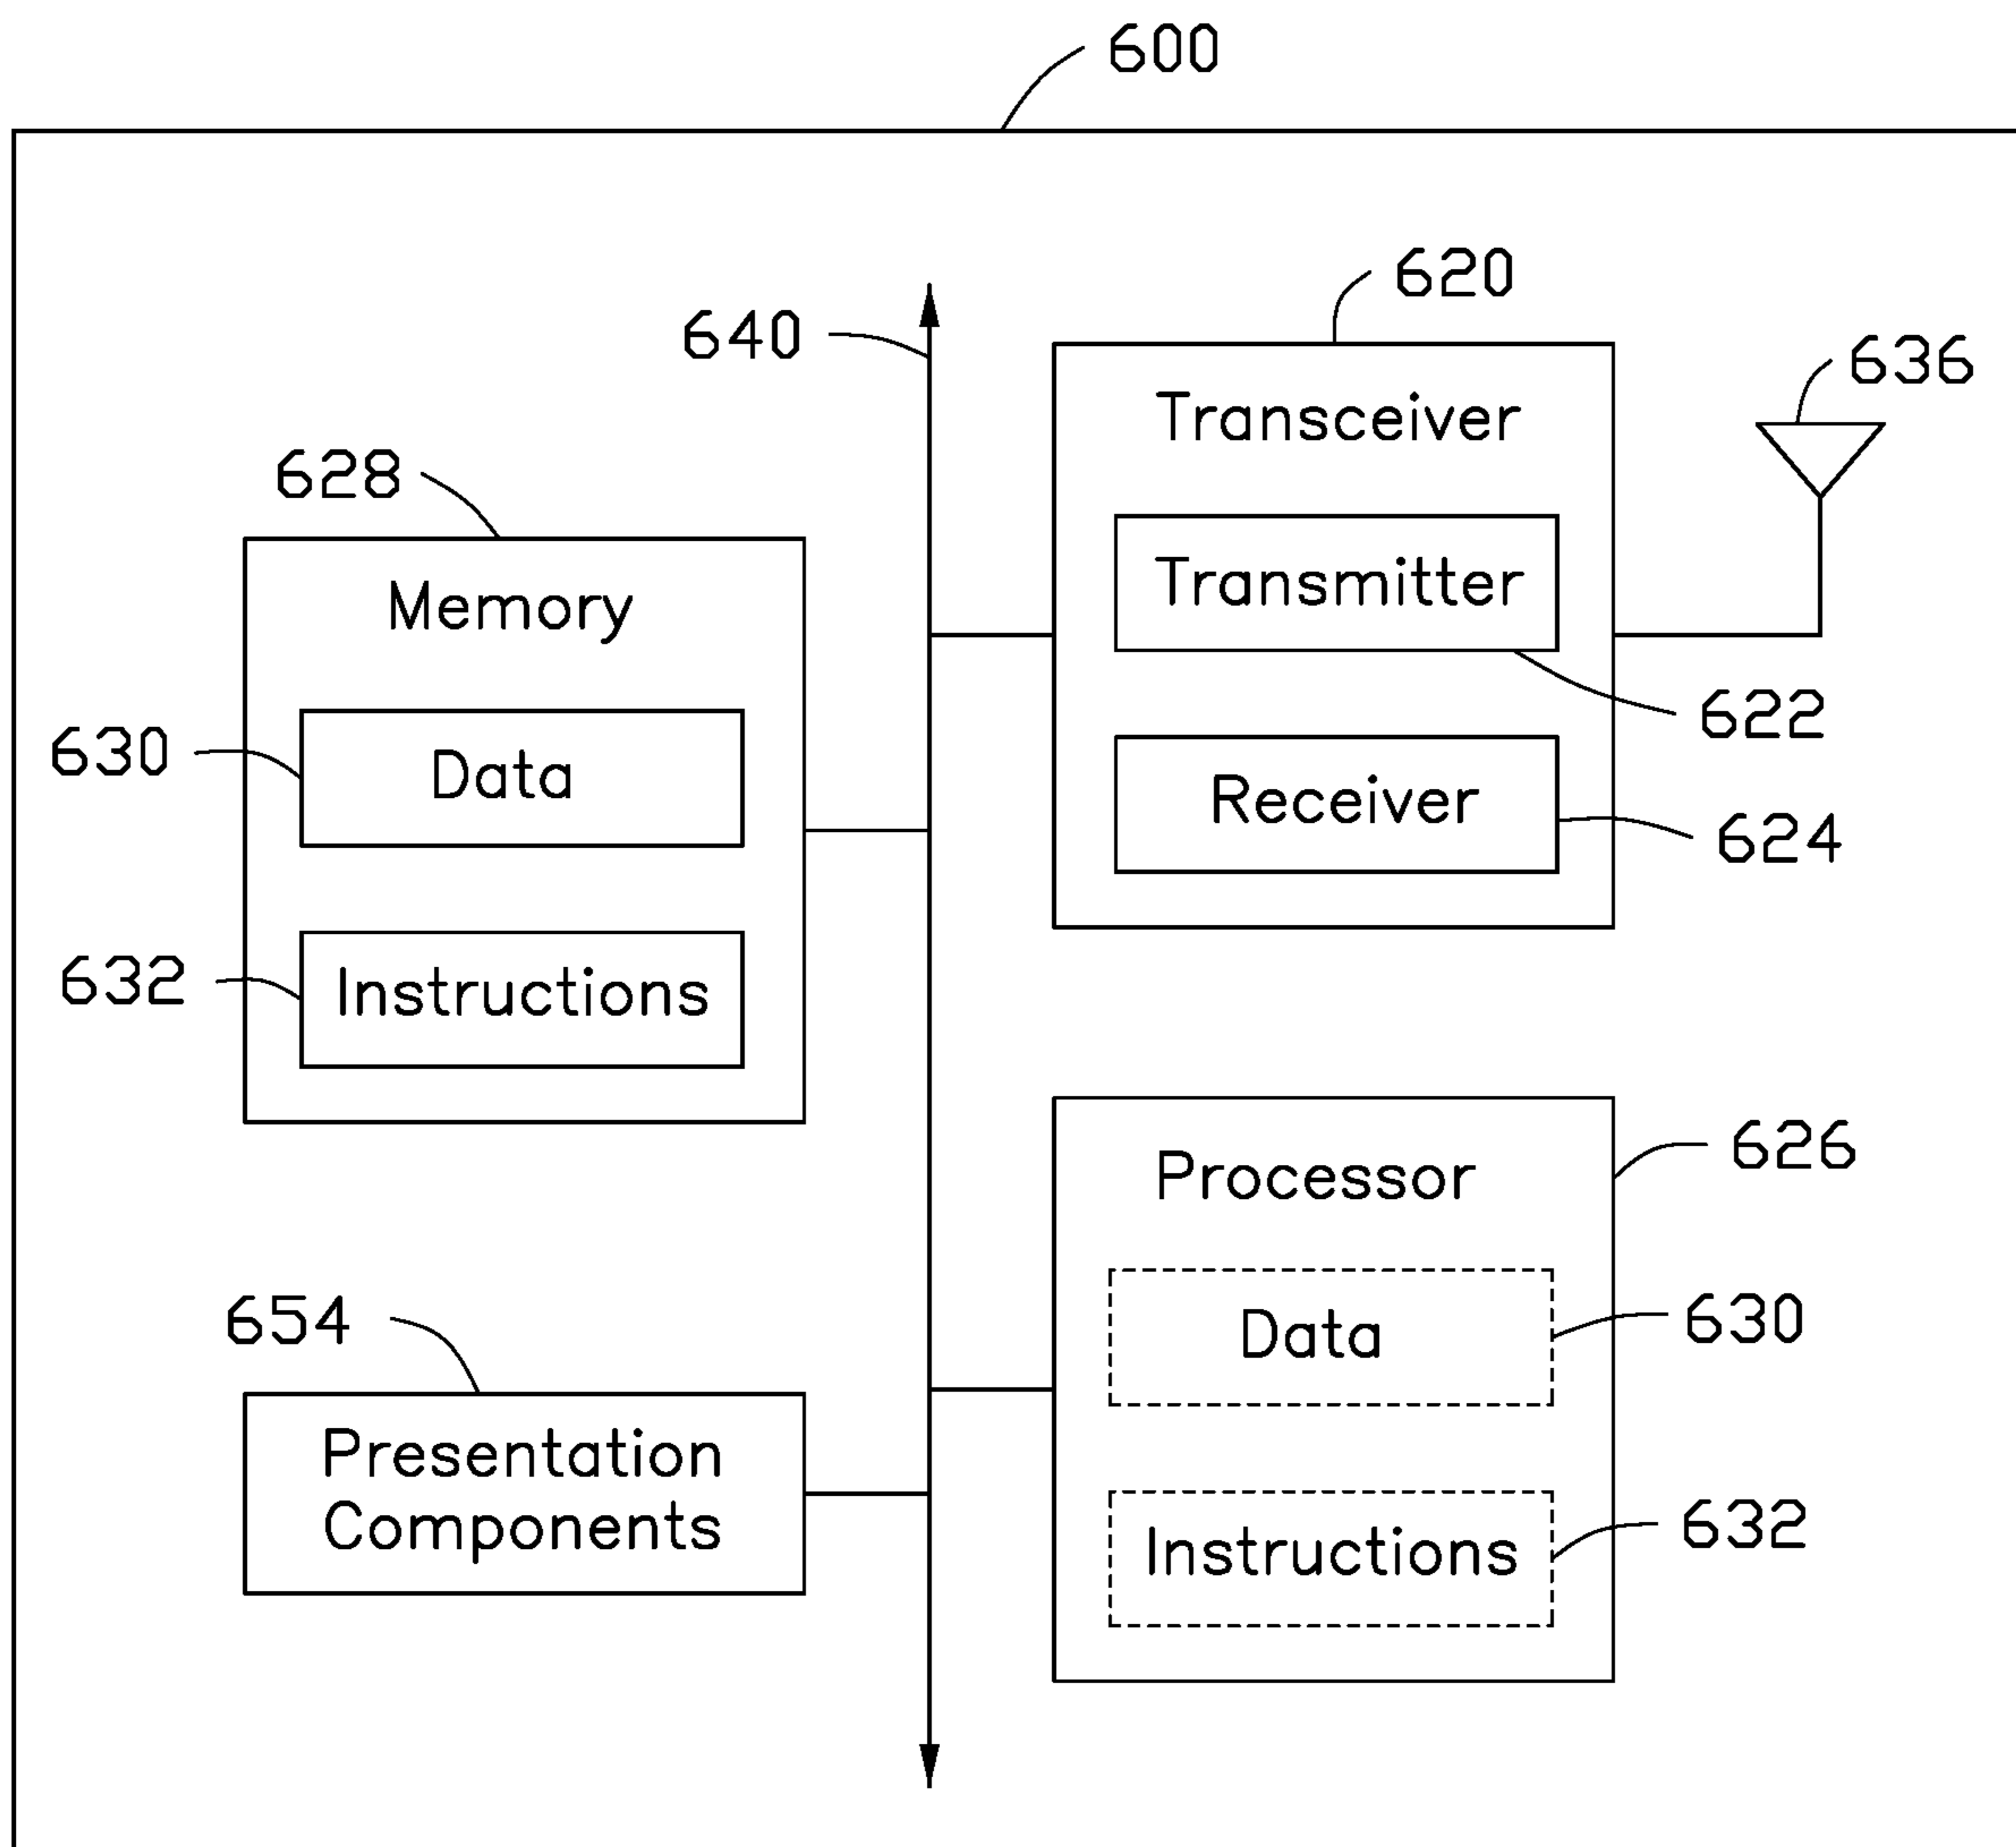 600
620
640
636
Transceiver
628
Transmitter
Memory
622
630
Data
Receiver
624
632
Instructions
626
Processor
654
630
Data
Presentation
Components
632
Instructions